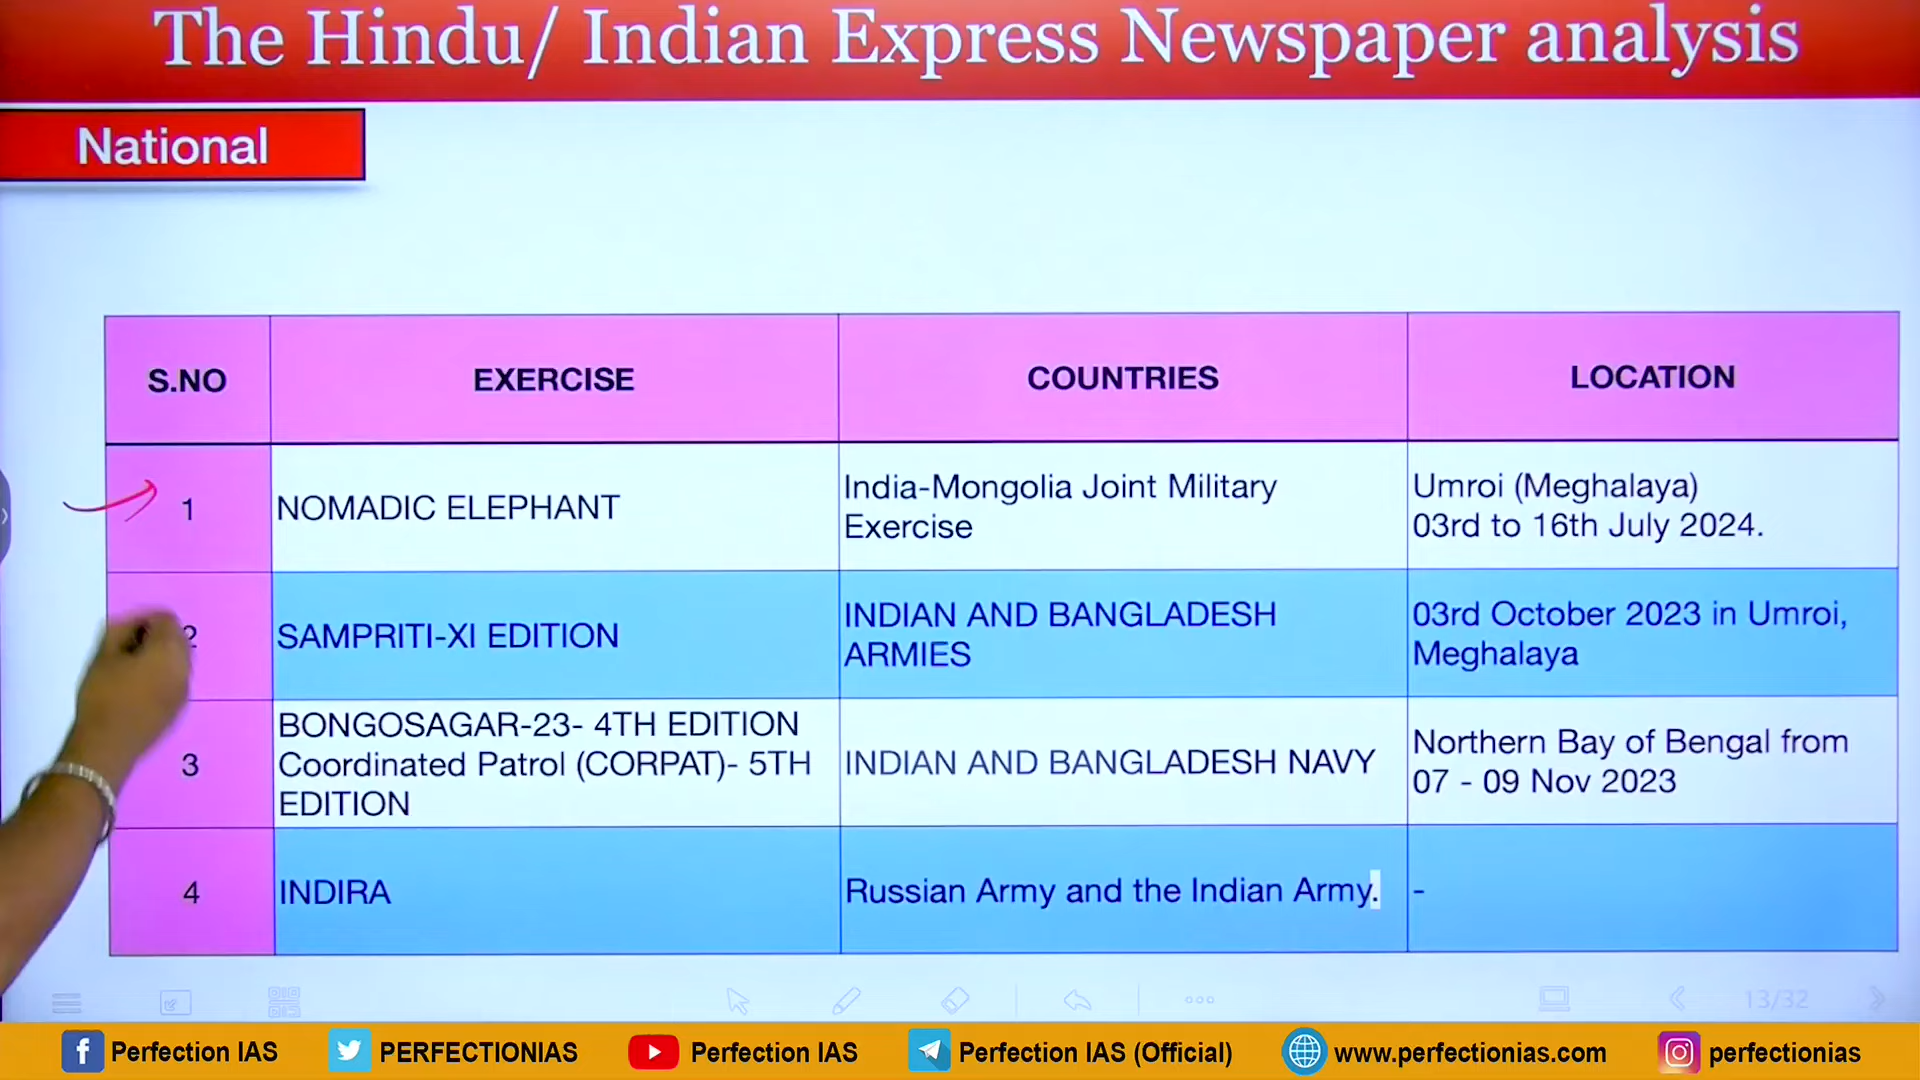 The Hindu/ Indian Express Newspaper analysis
National
S.NO
EXERCISE
COUNTRIES
LOCATION
1
NOMADIC ELEPHANT
India-Mongolia Joint Military
Exercise
Umroi (Meghalaya)
03rd to 16th July 2024.
2
SAMPRITI-XI EDITION
INDIAN AND BANGLADESH
ARMIES
03rd October 2023 in Umroi,
Meghalaya
3
BONGOSAGAR-23- 4TH EDITION
Coordinated Patrol (CORPAT)- 5TH
EDITION
INDIAN AND BANGLADESH NAVY
Northern Bay of Bengal from
07 - 09 Nov 2023
4
INDIRA
Russian Army and the Indian Army.
-
13/32
Perfection IAS
PERFECTIONIAS
Perfection IAS
Perfection IAS (Official)
www.perfectionias.com
perfectionias